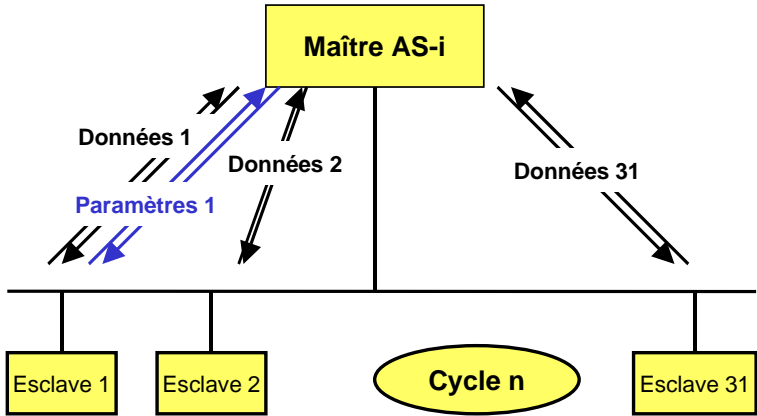 Maître AS-i
Données 1
Données 2
Données 31
Paramètres 1
Esclave 1
Esclave 2
Cycle n
Esclave 31